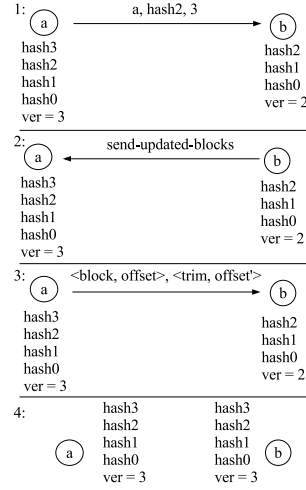 1:
a
a, hash2, 3
b
hash3
hash2
hash1
hash0
ver = 3
hash2
hash1
hash0
ver = 2
2:
a
send-updated-blocks
b
hash3
hash2
hash1
hash0
ver = 3
hash2
hash1
hash0
ver = 2
3:
a
<block, offset>, <trim, offset'>
b
hash3
hash2
hash1
hash0
ver = 3
hash2
hash1
hash0
ver = 2
4:
a
hash3
hash2
hash1
hash0
ver = 3
hash3
hash2
hash1
hash0
ver = 3
b